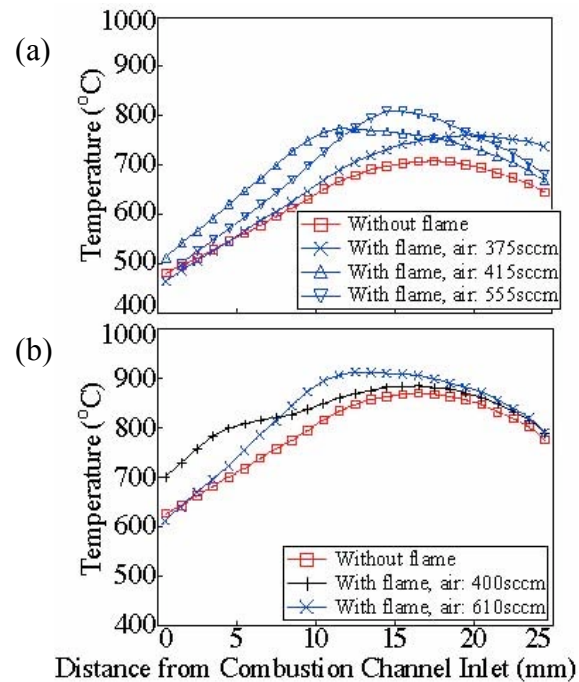 (a)
1000
900
800
700
600
500
400
Temperature (°C)
Without flame
With flame, air: 375sccm
With flame, air: 415sccm
With flame, air: 555sccm
(b)
1000
900
800
700
600
500
400
Temperature (°C)
Without flame
With flame, air: 400sccm
With flame, air: 610sccm
0 5 10 15 20 25
Distance from Combustion Channel Inlet (mm)